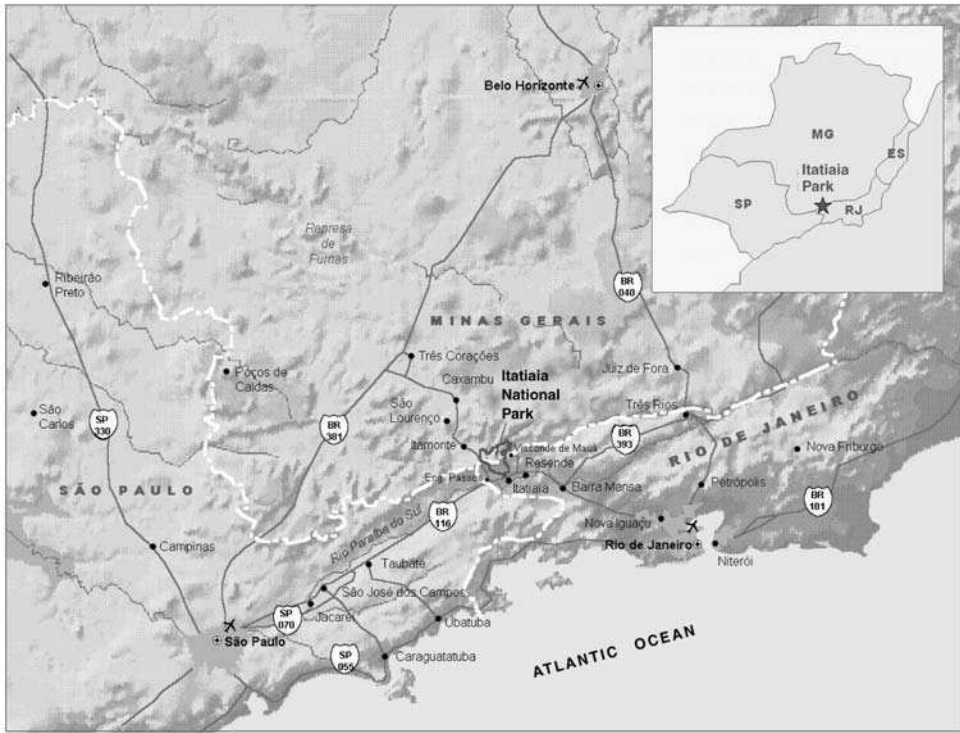 Belo Horizonte
MG
ES
Itatiaia
Park
SP
RJ
Represa
de
Furnas
Ribeirão
Preto
BR
040
MINAS GERAIS
Três Corações
Poços de
Caldas
Caxambu
Itatiaia
National
Park
Juiz de Fora
São
Carlos
SP
330
BR
381
São
Lourenço
Três Rios
BR
393
RIO DE JANEIRO
Itamonte
Visconde de Mauá
Nova Friburgo
Resende
Eng. Passos
Itatiaia
Barra Mansa
Petrópolis
SÃO PAULO
BR
116
BR
101
Rio Paraíba do Sul
Nova Iguaçu
Campinas
Rio de Janeiro
Niterói
Taubaté
São José dos Campos
Jacareí
SP
070
Ubatuba
São Paulo
SP
055
Caraguatatuba
ATLANTIC OCEAN